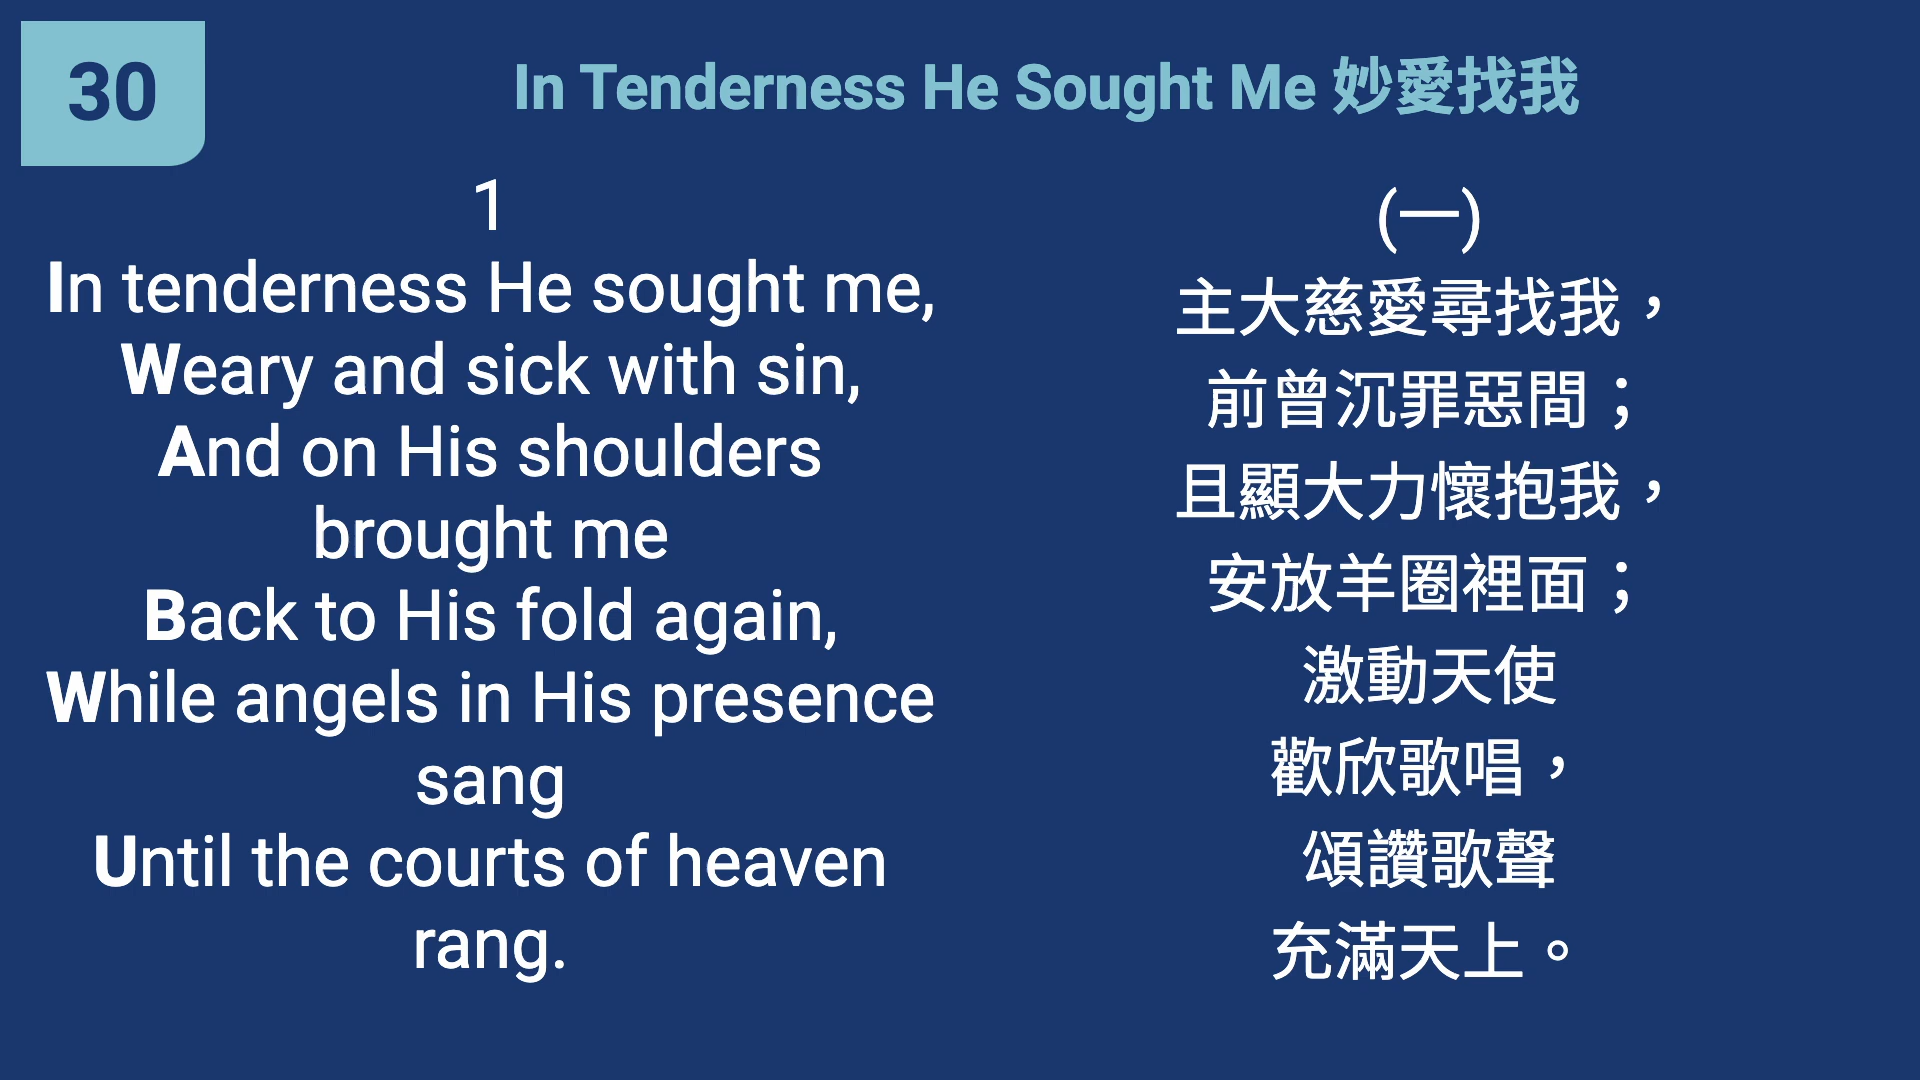 30
In Tenderness He Sought Me 妙愛找我
1
In tenderness He sought me,
Weary and sick with sin,
And on His shoulders
brought me
Back to His fold again,
While angels in His presence
sang
Until the courts of heaven
rang.
(一)
主大慈愛尋找我，
前曾沉罪惡間；
且顯大力懷抱我，
安放羊圈裡面；
激動天使
歡欣歌唱，
頌讚歌聲
充滿天上。